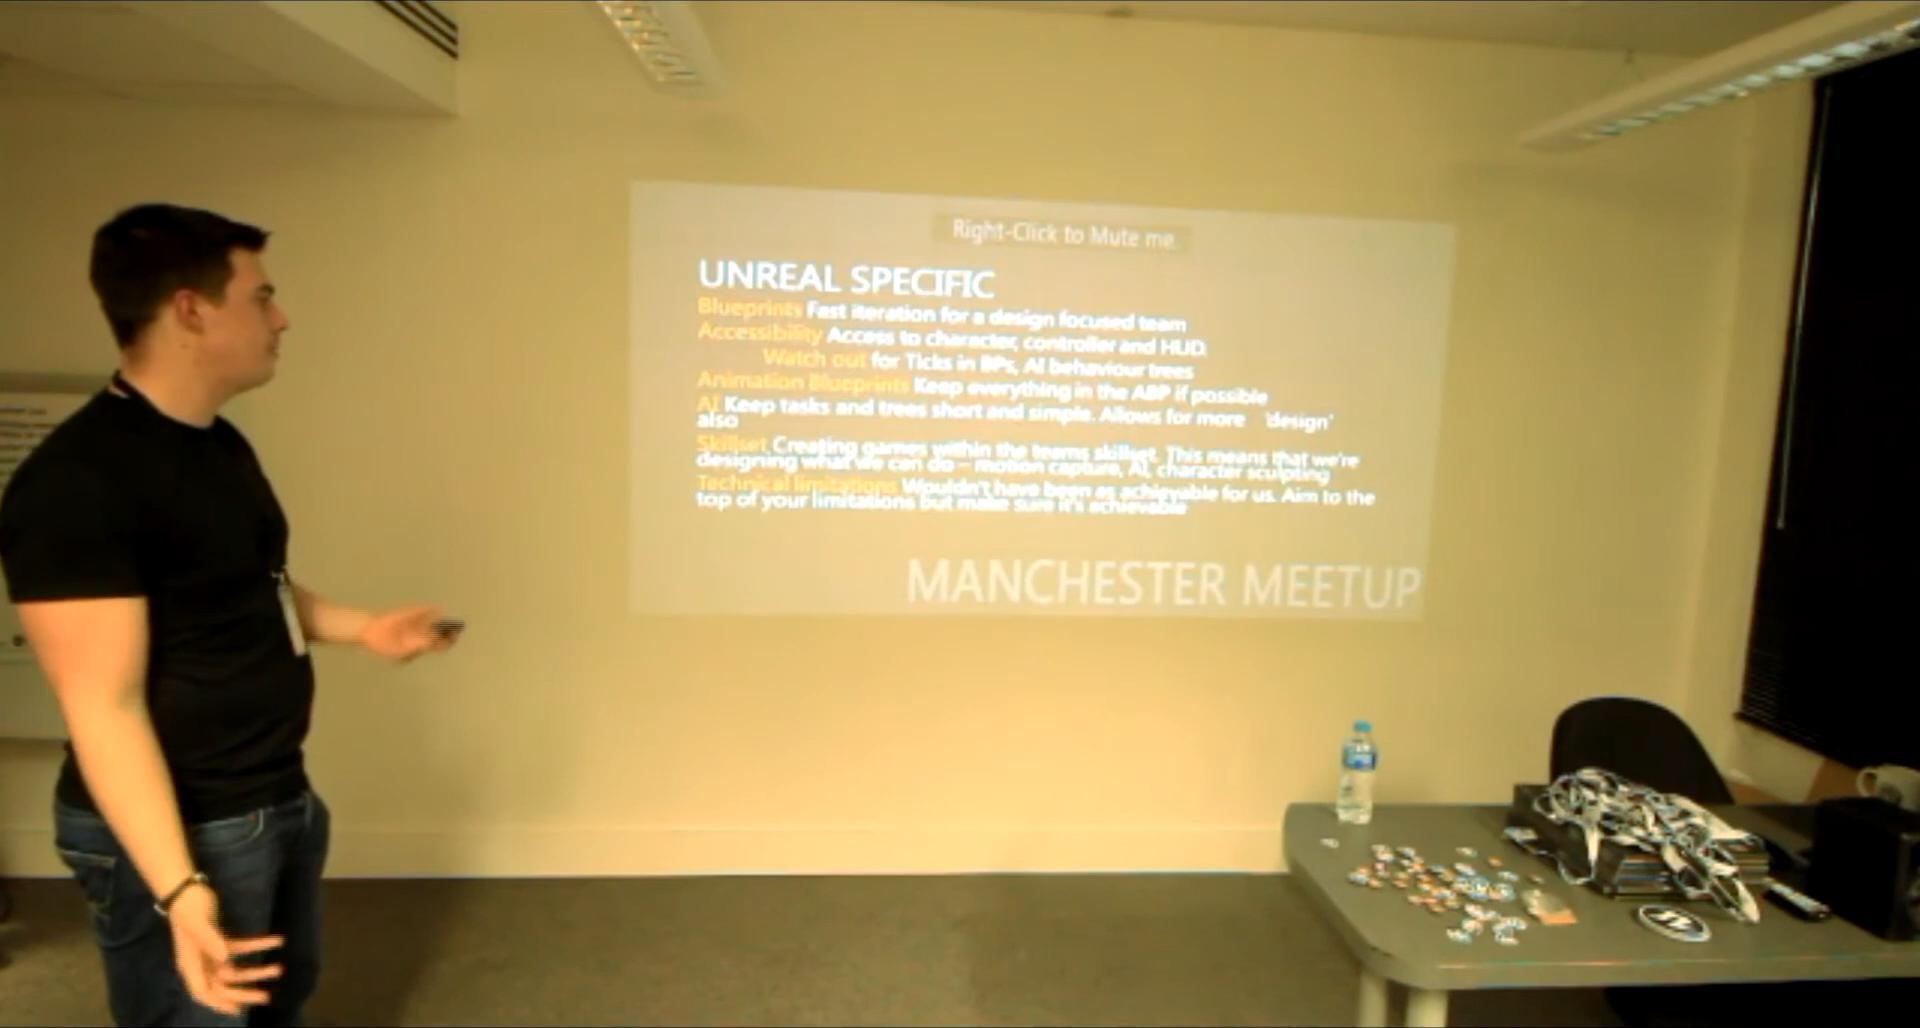 Right-Click to Mute me.
UNREAL SPECIFIC
Blueprints Fast iteration for a design focused team
Accessibility Access to character, controller and HUD
Watch out for Ticks in BPs, AI behaviour trees
Animation Blueprints Keep everything in the ABP if possible
AI Keep tasks and trees short and simple. Allows for more 'design'
also
Skillset Creating games within the teams skillset. This means that we're
designing what we can do – motion capture, AI, character sculpting
Technical limitations Wouldn't have been as achievable for us. Aim to the
top of your limitations but make sure it's achievable
MANCHESTER MEETUP